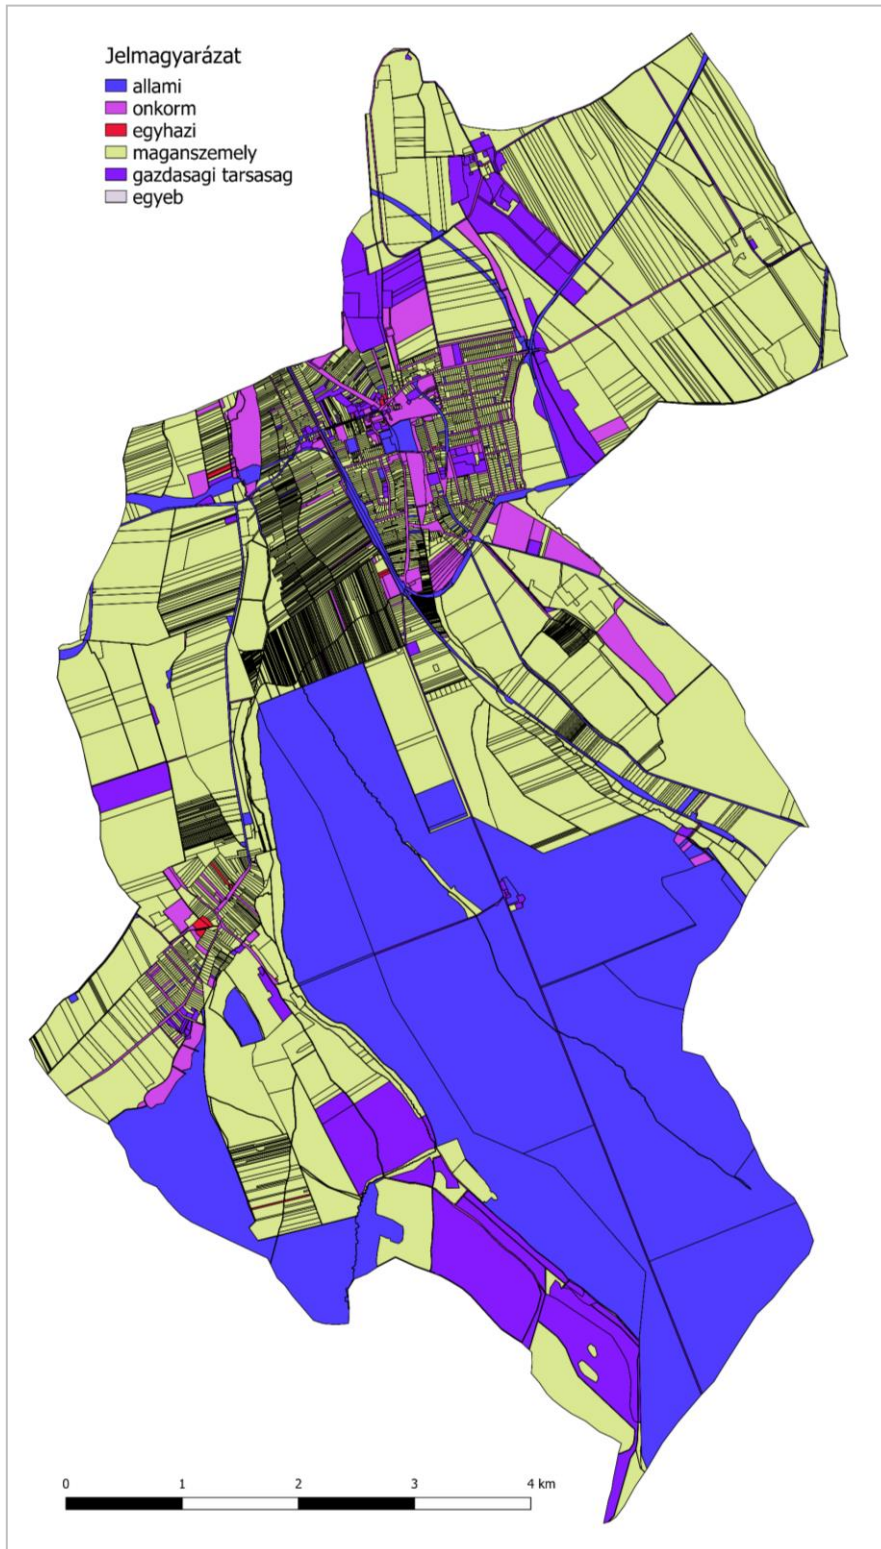 Jelmagyarázat
allami
onkorm
egyhazi
maganszemely
gazdasagi tarsasag
egyeb
0 1 2 3 4 km